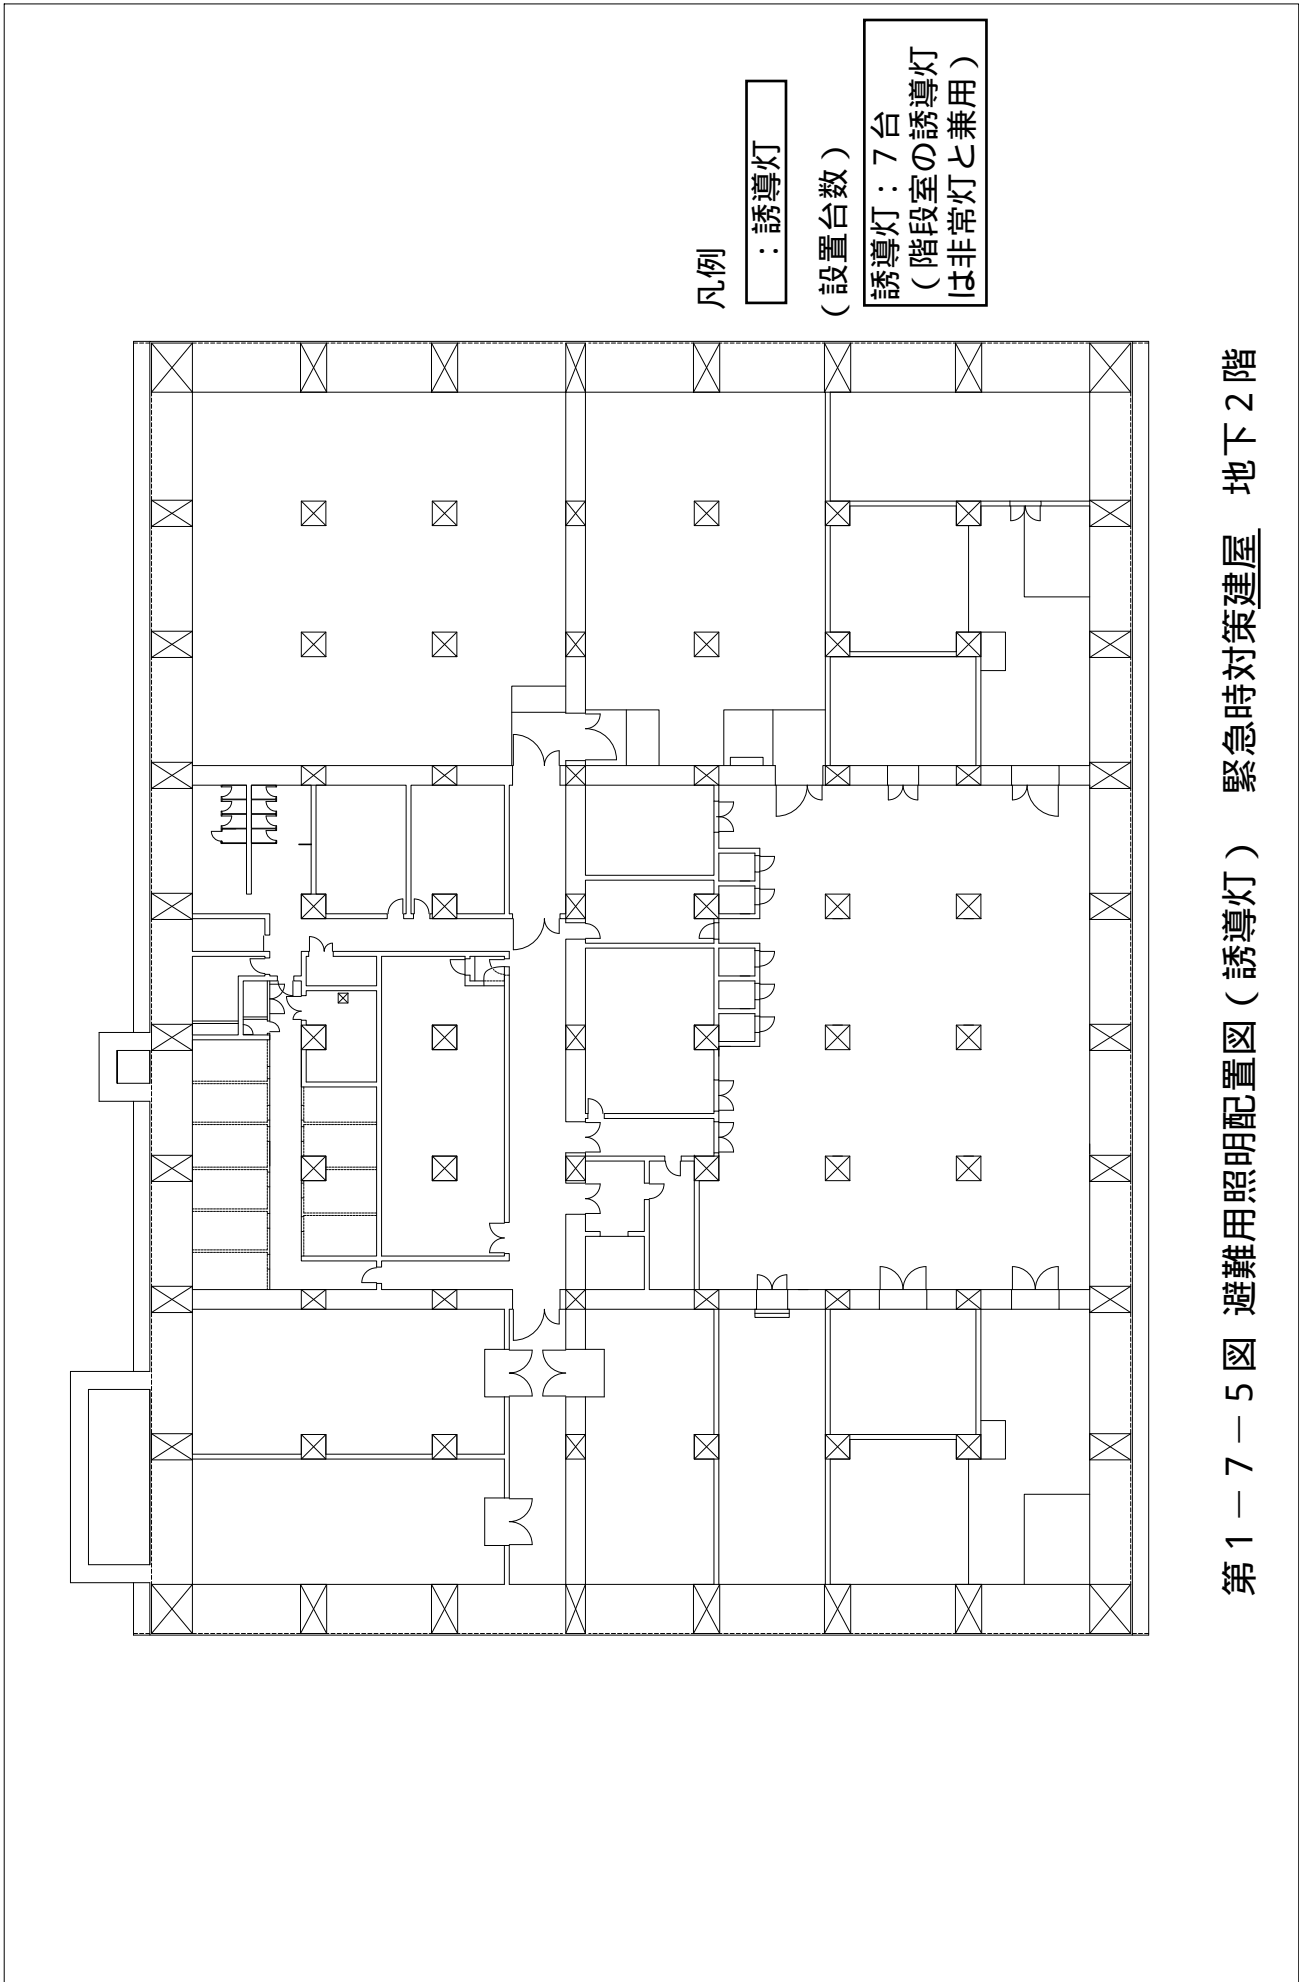 凡例
：誘導灯
（設置台数）
誘導灯：７台
（階段室の誘導灯
は非常灯と兼用）
第１－７－５図 避難用照明配置図（誘導灯）　緊急時対策建屋　地下２階